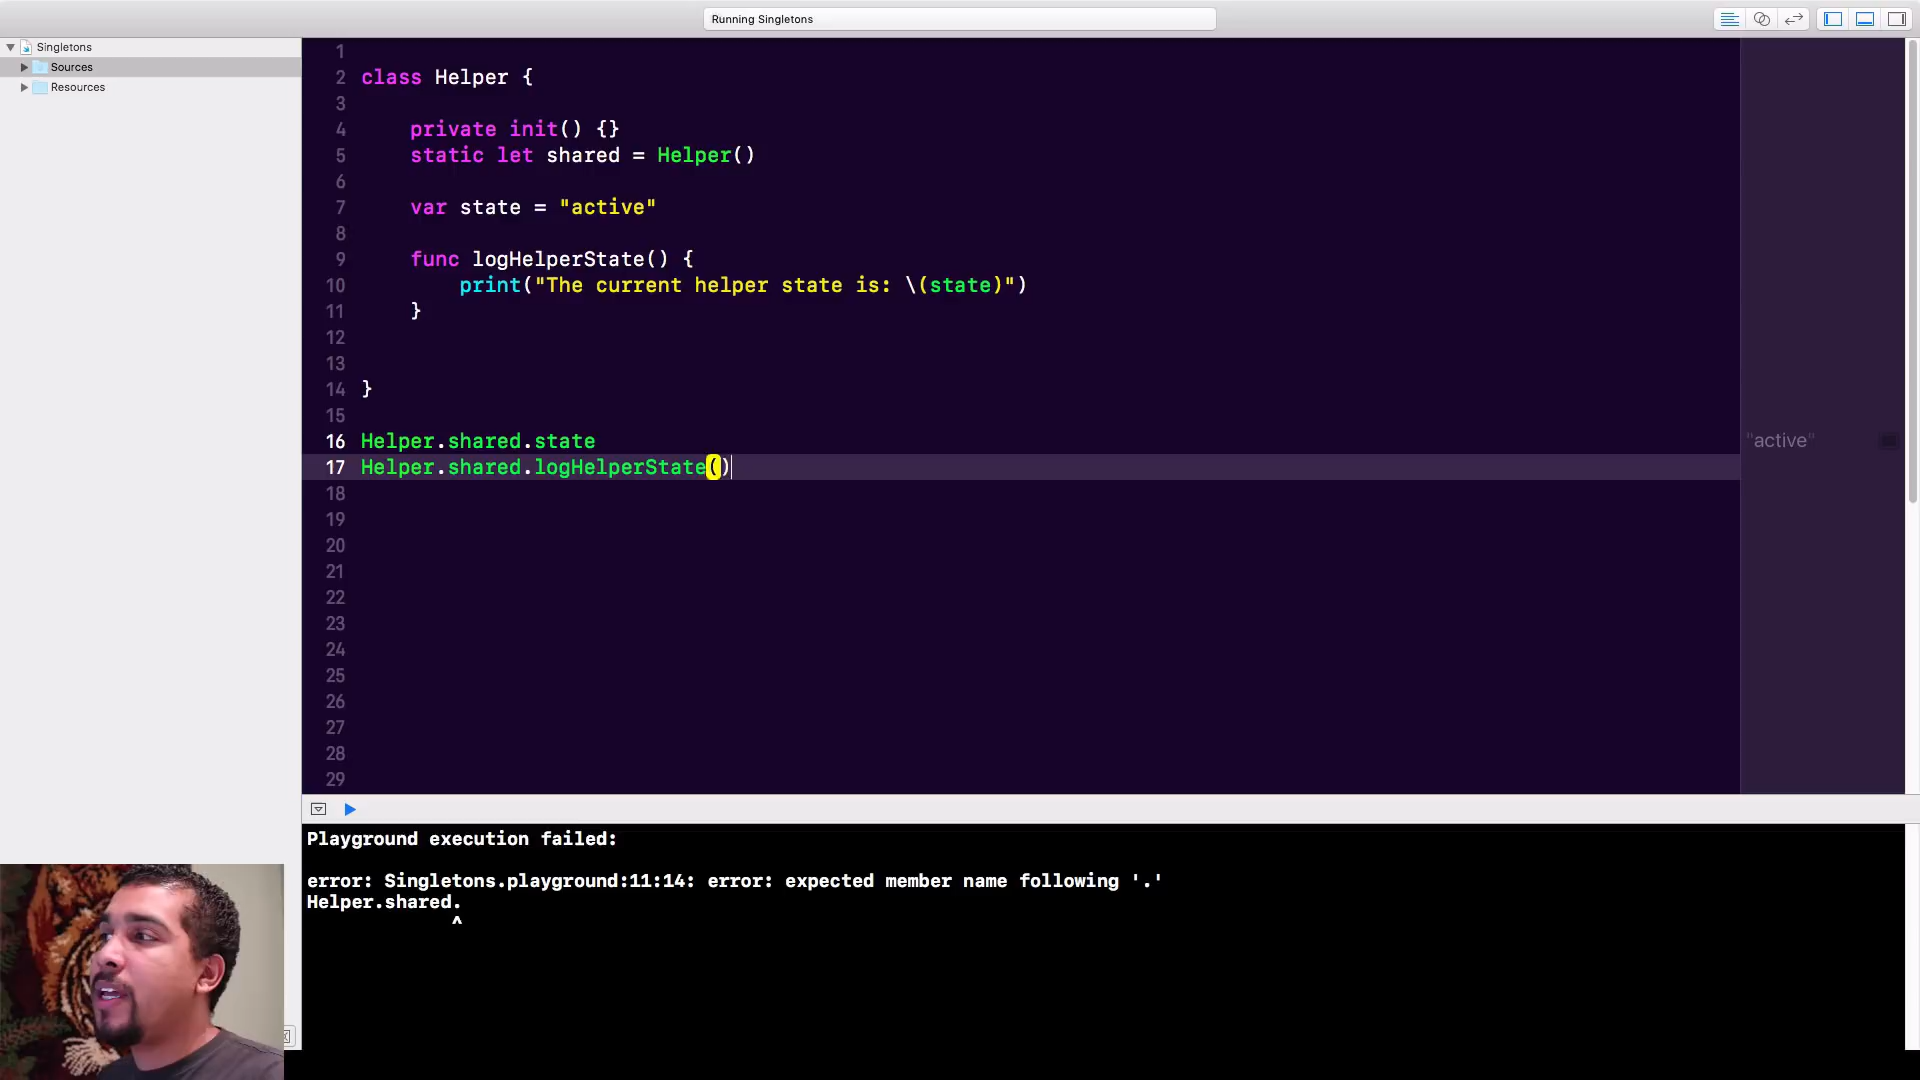 Running Singletons
Singletons
Sources
Resources
1
2 class Helper {
3
4 private init() {}
5 static let shared = Helper()
6
7 var state = "active"
8
9 func logHelperState() {
10 print("The current helper state is: \(state)")
11 }
12
13
14 }
15
16 Helper.shared.state "active"
17 Helper.shared.logHelperState()
18
19
20
21
22
23
24
25
26
27
28
29
Playground execution failed:
error: Singletons.playground:11:14: error: expected member name following '.'
Helper.shared.
^